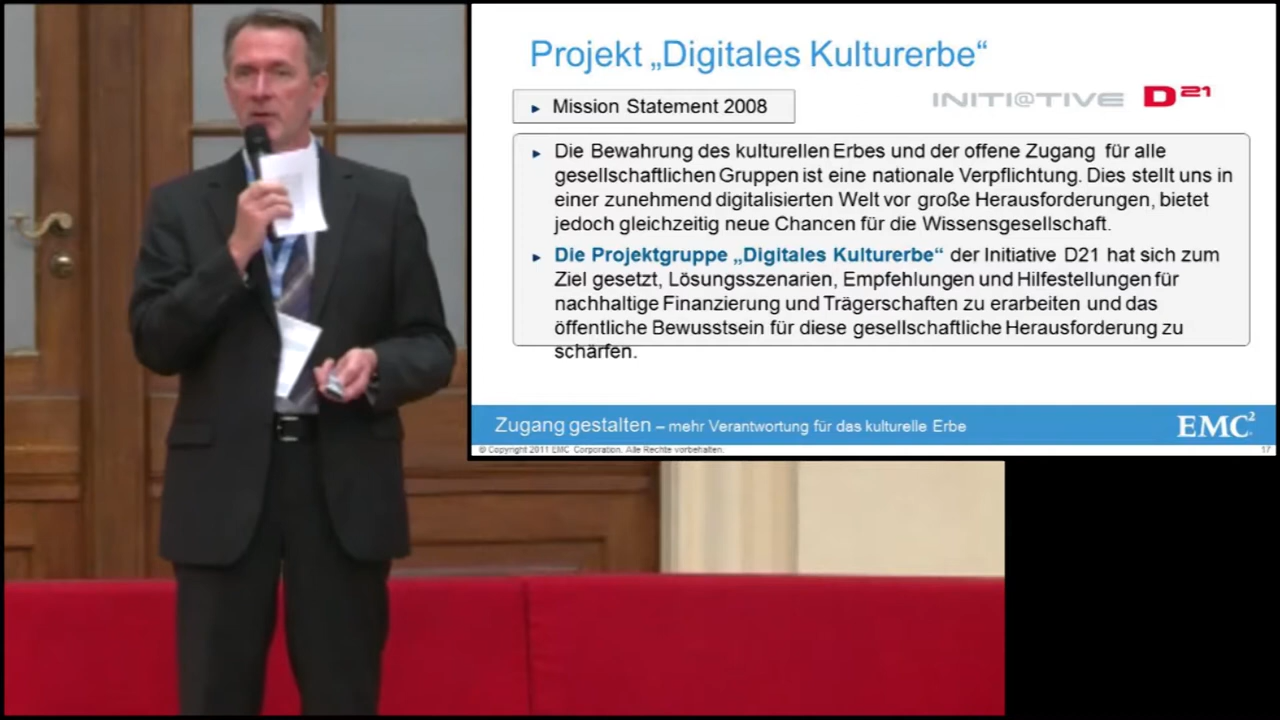 Projekt „Digitales Kulturerbe“
INITI@TIVE D21
▸ Mission Statement 2008
▸ Die Bewahrung des kulturellen Erbes und der offene Zugang für alle
gesellschaftlichen Gruppen ist eine nationale Verpflichtung. Dies stellt uns in
einer zunehmend digitalisierten Welt vor große Herausforderungen, bietet
jedoch gleichzeitig neue Chancen für die Wissensgesellschaft.
▸ Die Projektgruppe „Digitales Kulturerbe“ der Initiative D21 hat sich zum
Ziel gesetzt, Lösungsszenarien, Empfehlungen und Hilfestellungen für
nachhaltige Finanzierung und Trägerschaften zu erarbeiten und das
öffentliche Bewusstsein für diese gesellschaftliche Herausforderung zu
schärfen.
Zugang gestalten – mehr Verantwortung für das kulturelle Erbe
EMC²
© Copyright 2011 EMC Corporation. Alle Rechte vorbehalten.
17